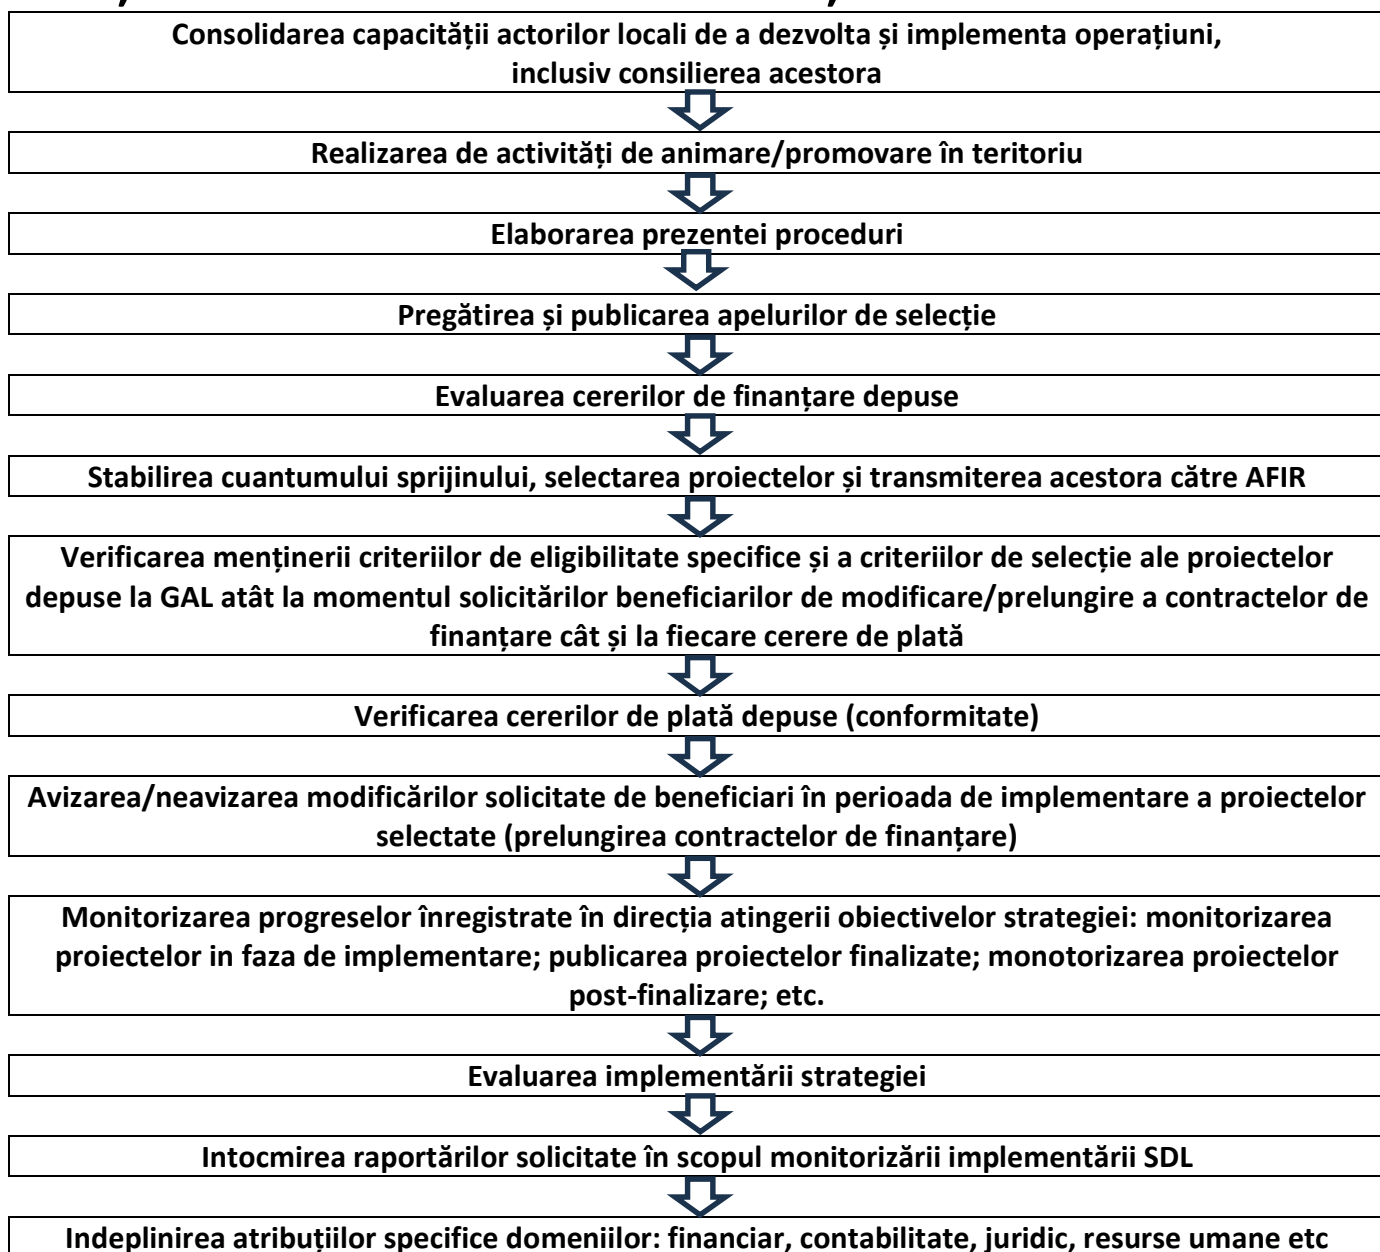 Consolidarea capacității actorilor locali de a dezvolta și implementa operațiuni,
inclusiv consilierea acestora
Realizarea de activități de animare/promovare în teritoriu
Elaborarea prezentei proceduri
Pregătirea și publicarea apelurilor de selecție
Evaluarea cererilor de finanțare depuse
Stabilirea cuantumului sprijinului, selectarea proiectelor și transmiterea acestora către AFIR
Verificarea menținerii criteriilor de eligibilitate specifice și a criteriilor de selecție ale proiectelor
depuse la GAL atât la momentul solicitărilor beneficiarilor de modificare/prelungire a contractelor de
finanțare cât și la fiecare cerere de plată
Verificarea cererilor de plată depuse (conformitate)
Avizarea/neavizarea modificărilor solicitate de beneficiari în perioada de implementare a proiectelor
selectate (prelungirea contractelor de finanțare)
Monitorizarea progreselor înregistrate în direcția atingerii obiectivelor strategiei: monitorizarea
proiectelor in faza de implementare; publicarea proiectelor finalizate; monotorizarea proiectelor
post-finalizare; etc.
Evaluarea implementării strategiei
Intocmirea raportărilor solicitate în scopul monitorizării implementării SDL
Indeplinirea atribuțiilor specifice domeniilor: financiar, contabilitate, juridic, resurse umane etc